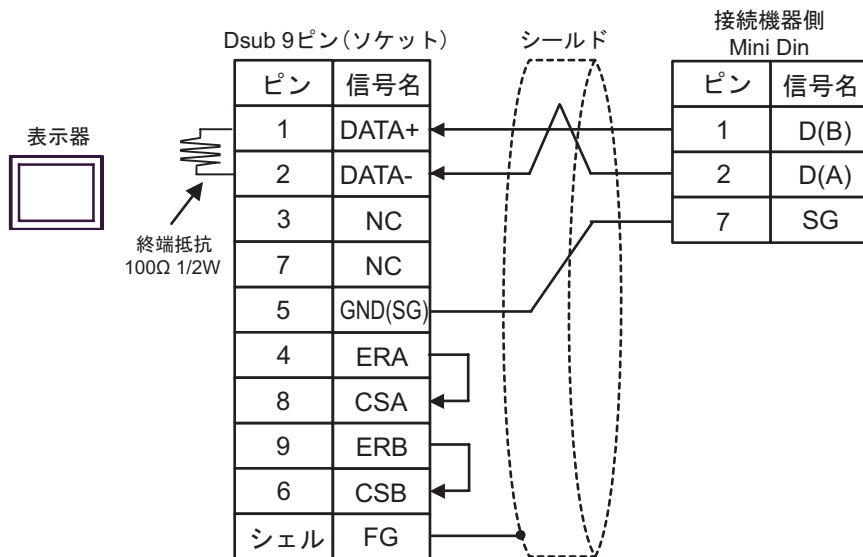 接続機器側
Mini Din
Dsub 9ピン(ソケット)
シールド
表示器
終端抵抗
100Ω 1/2W
ピン 信号名
1 DATA+
2 DATA-
3 NC
7 NC
5 GND(SG)
4 ERA
8 CSA
9 ERB
6 CSB
シェル FG
ピン 信号名
1 D(B)
2 D(A)
7 SG